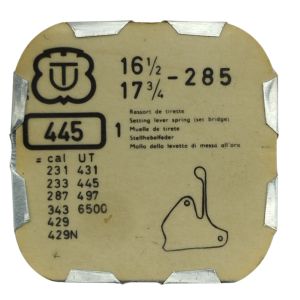 UT
16½
17¾ - 285
445 1
Ressort de tirette
Setting lever spring (set bridge)
Muelle de tirete
Stellhebelfeder
Molla della levetta di messa all'ora
= cal UT
231 431
233 445
287 497
343 6500
429
429N